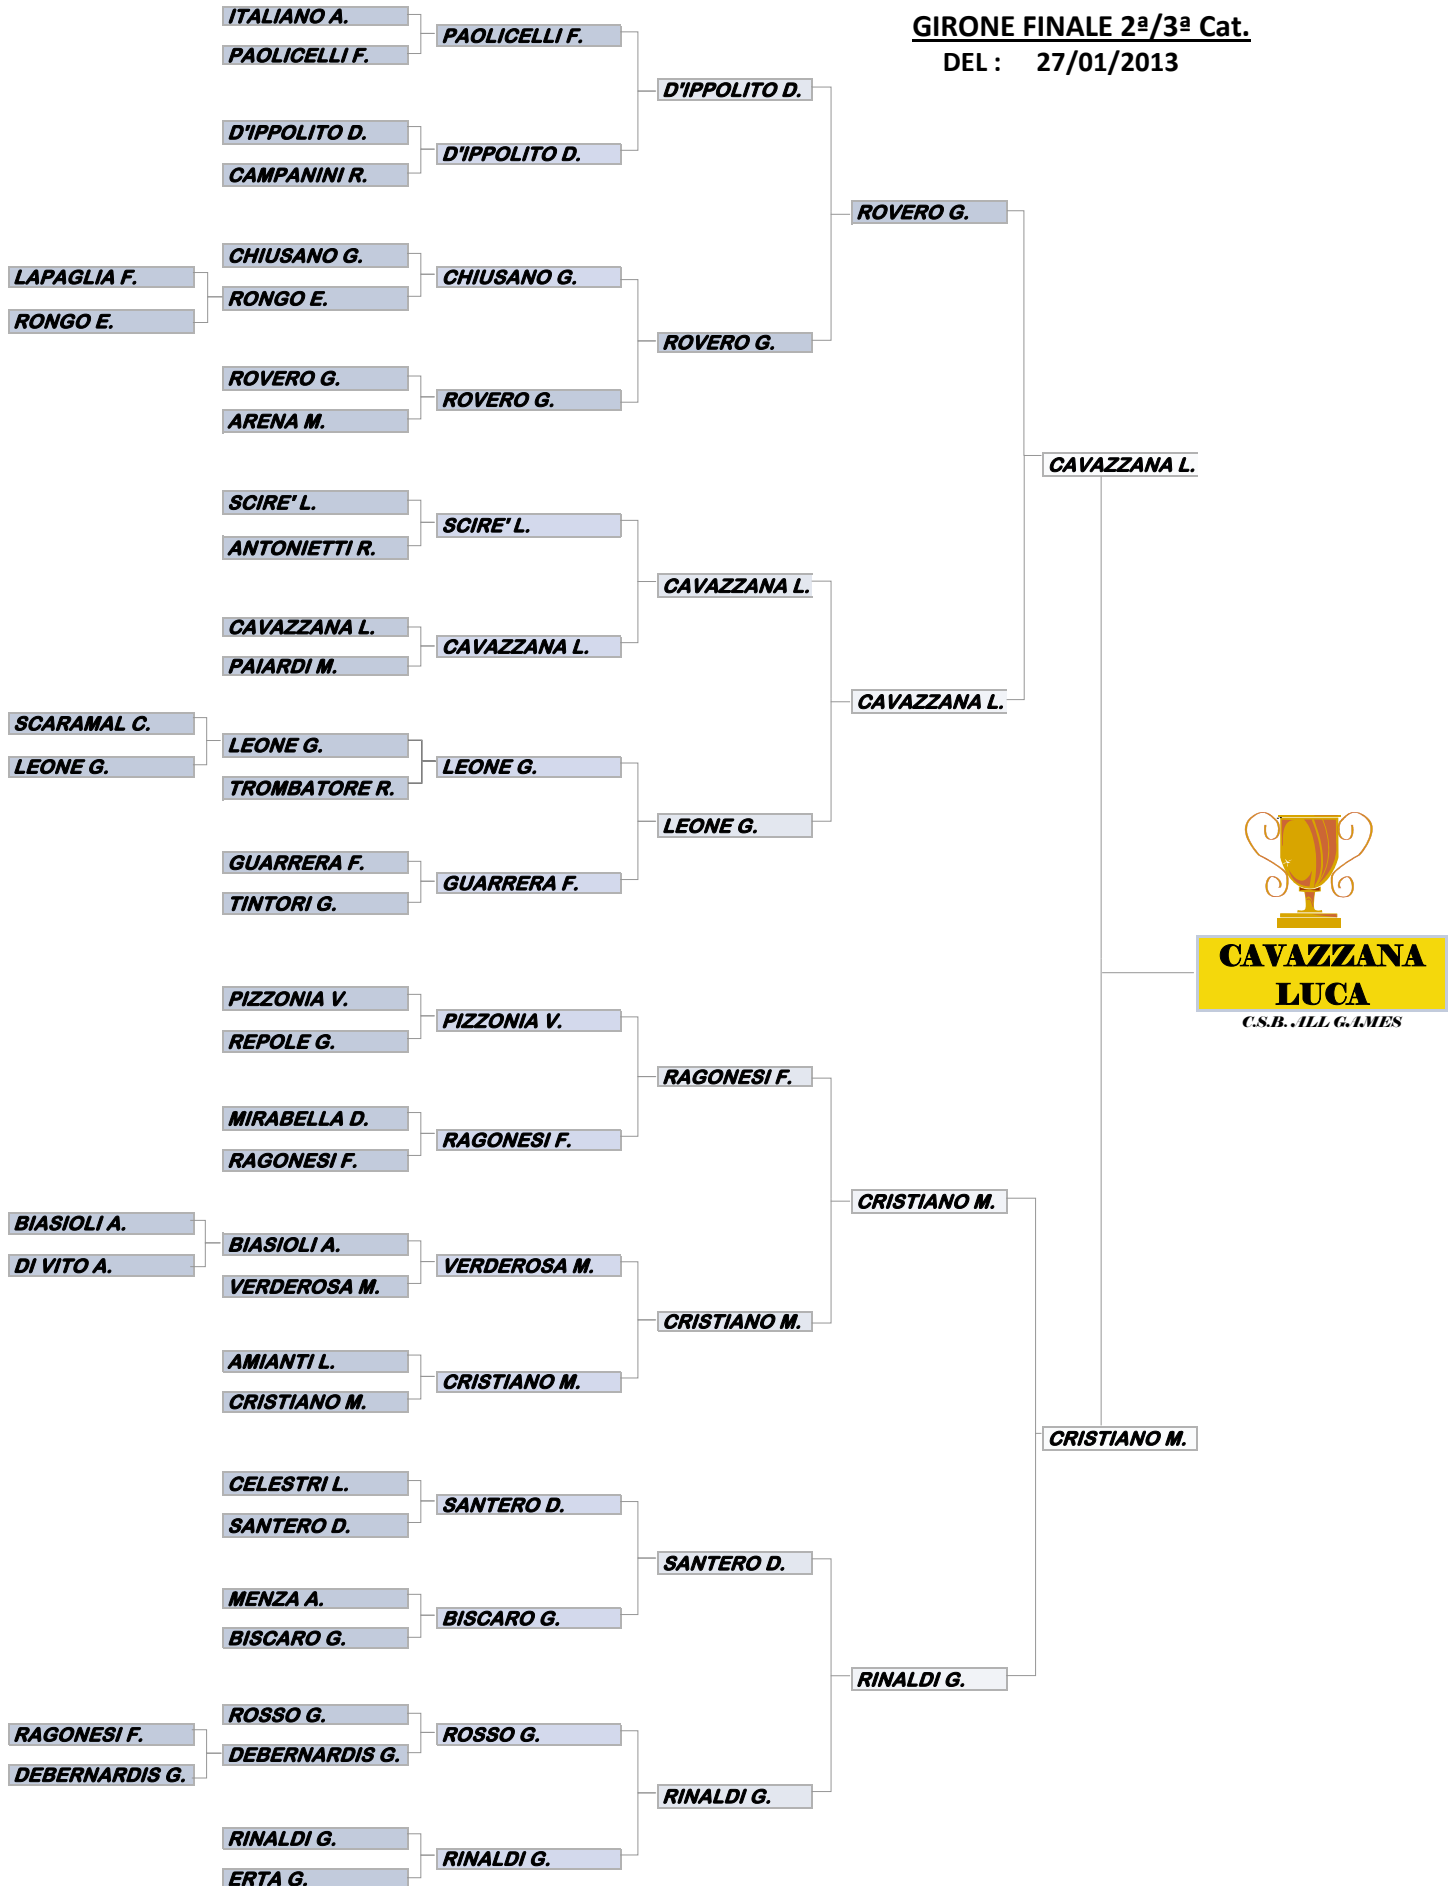 GIRONE FINALE 2ª/3ª Cat.
DEL : 27/01/2013
LAPAGLIA F.
RONGO E.
SCARAMAL C.
LEONE G.
BIASIOLI A.
DI VITO A.
RAGONESI F.
DEBERNARDIS G.
ITALIANO A.
PAOLICELLI F.
D'IPPOLITO D.
CAMPANINI R.
CHIUSANO G.
RONGO E.
ROVERO G.
ARENA M.
SCIRE' L.
ANTONIETTI R.
CAVAZZANA L.
PAIARDI M.
LEONE G.
TROMBATORE R.
GUARRERA F.
TINTORI G.
PIZZONIA V.
REPOLE G.
MIRABELLA D.
RAGONESI F.
BIASIOLI A.
VERDEROSA M.
AMIANTI L.
CRISTIANO M.
CELESTRI L.
SANTERO D.
MENZA A.
BISCARO G.
ROSSO G.
DEBERNARDIS G.
RINALDI G.
ERTA G.
PAOLICELLI F.
D'IPPOLITO D.
CHIUSANO G.
ROVERO G.
SCIRE' L.
CAVAZZANA L.
LEONE G.
GUARRERA F.
PIZZONIA V.
RAGONESI F.
VERDEROSA M.
CRISTIANO M.
SANTERO D.
BISCARO G.
ROSSO G.
RINALDI G.
D'IPPOLITO D.
ROVERO G.
CAVAZZANA L.
LEONE G.
RAGONESI F.
CRISTIANO M.
SANTERO D.
RINALDI G.
ROVERO G.
CAVAZZANA L.
CRISTIANO M.
RINALDI G.
CAVAZZANA L.
CRISTIANO M.
CAVAZZANA
LUCA
C.S.B. ALL GAMES